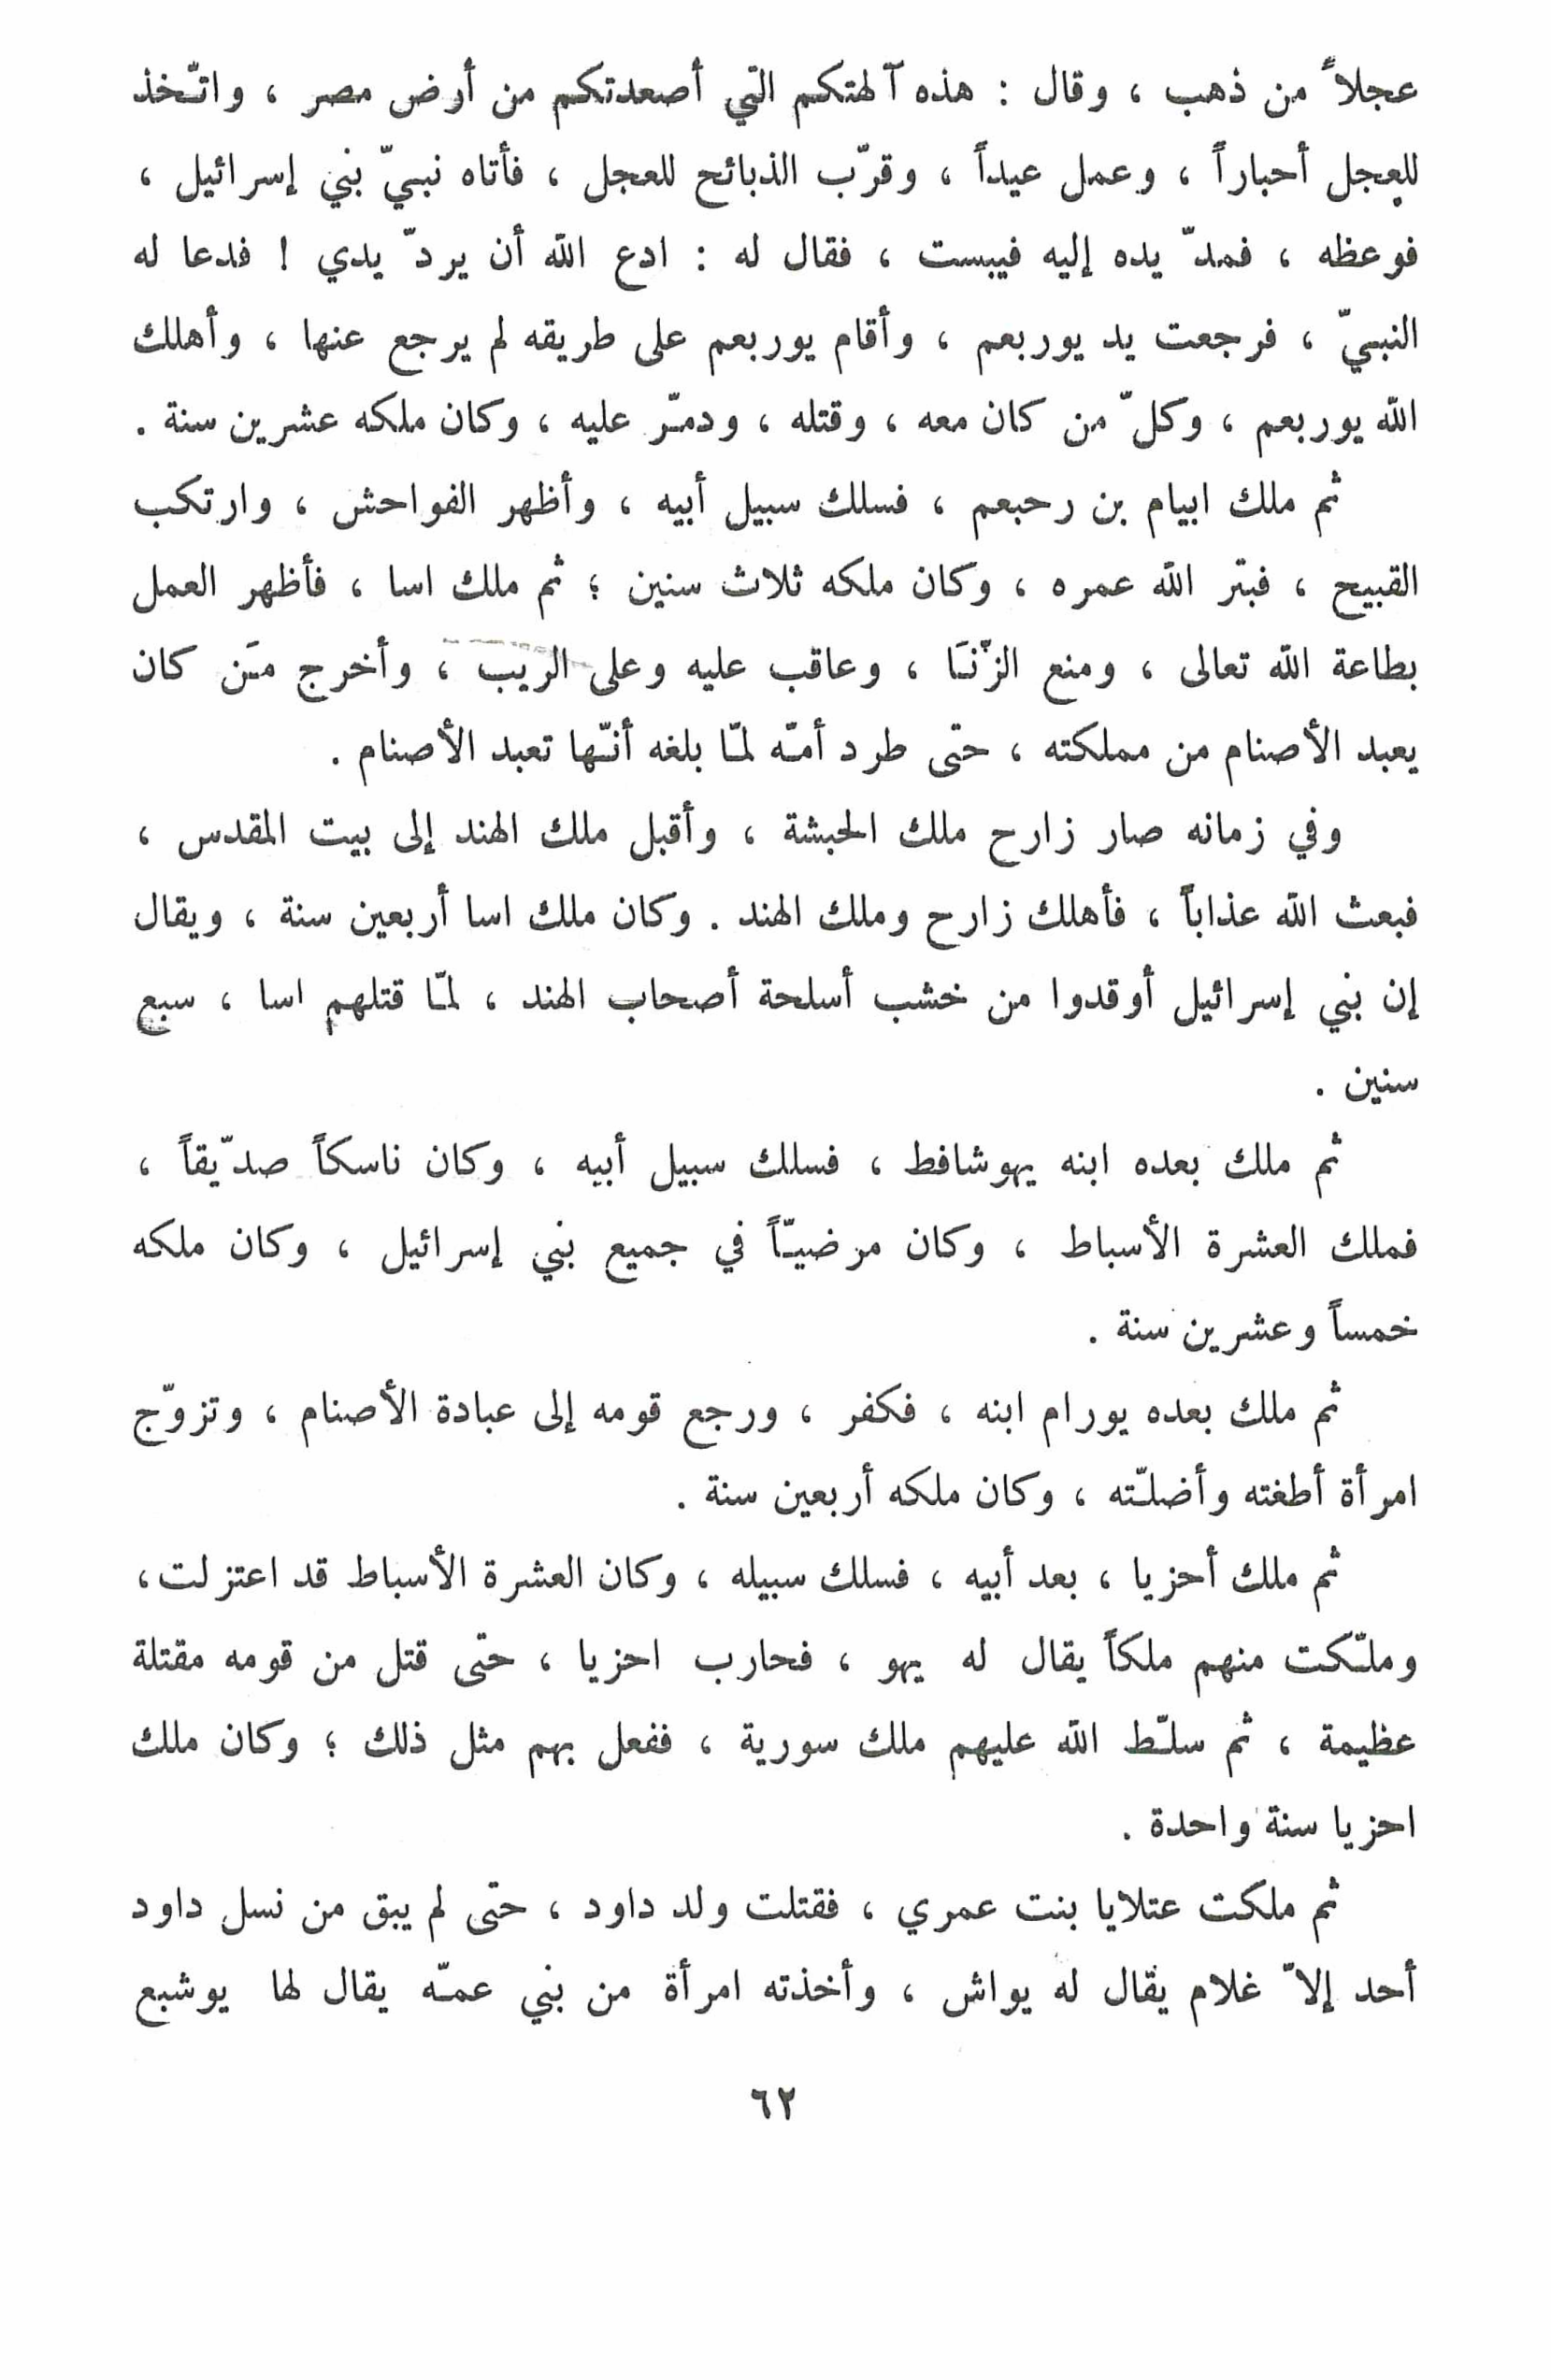 عجلاً من ذهب ، وقال : هذه آلهتكم التي أصعدتكم من أرض مصر ، واتّخذ
للعجل أحباراً ، وعمل عيداً ، وقرّب الذبائح للعجل ، فأتاه نبيّ بني إسرائيل ،
فوعظه ، فمدّ يده إليه فيبست ، فقال له : ادع الله أن يردّ يدي ! فدعا له
النبيّ ، فرجعت يد يوربعم ، وأقام يوربعم على طريقه لم يرجع عنها ، وأهلك
الله يوربعم ، وكلّ من كان معه ، وقتله ، ودمّر عليه ، وكان ملكه عشرين سنة .
ثم ملك ابيام بن رحبعم ، فسلك سبيل أبيه ، وأظهر الفواحش ، وارتكب
القبيح ، فبتر الله عمره ، وكان ملكه ثلاث سنين ؛ ثم ملك اسا ، فأظهر العمل
بطاعة الله تعالى ، ومنع الزّنَا ، وعاقب عليه وعلى الريب ، وأخرج مَن كان
يعبد الأصنام من مملكته ، حتى طرد أمّه لمّا بلغه أنّها تعبد الأصنام .
وفي زمانه صار زارح ملك الحبشة ، وأقبل ملك الهند إلى بيت المقدس ،
فبعث الله عذاباً ، فأهلك زارح وملك الهند . وكان ملك اسا أربعين سنة ، ويقال
إن بني إسرائيل أوقدوا من خشب أسلحة أصحاب الهند ، لمّا قتلهم اسا ، سبع
سنين .
ثم ملك بعده ابنه يهوشافط ، فسلك سبيل أبيه ، وكان ناسكاً صدّيقاً ،
فملك العشرة الأسباط ، وكان مرضيّاً في جميع بني إسرائيل ، وكان ملكه
خمساً وعشرين سنة .
ثم ملك بعده يورام ابنه ، فكفر ، ورجع قومه إلى عبادة الأصنام ، وتزوّج
امرأة أطغته وأضلّته ، وكان ملكه أربعين سنة .
ثم ملك أحزيا ، بعد أبيه ، فسلك سبيله ، وكان العشرة الأسباط قد اعتزلت ،
وملّكت منهم ملكاً يقال له يهو ، فحارب احزيا ، حتى قتل من قومه مقتلة
عظيمة ، ثم سلّط الله عليهم ملك سورية ، ففعل بهم مثل ذلك ؛ وكان ملك
احزيا سنة واحدة .
ثم ملكت عتلايا بنت عمري ، فقتلت ولد داود ، حتى لم يبق من نسل داود
أحد إلاّ غلام يقال له يواش ، وأخذته امرأة من بني عمّه يقال لها يوشبع
٦٢